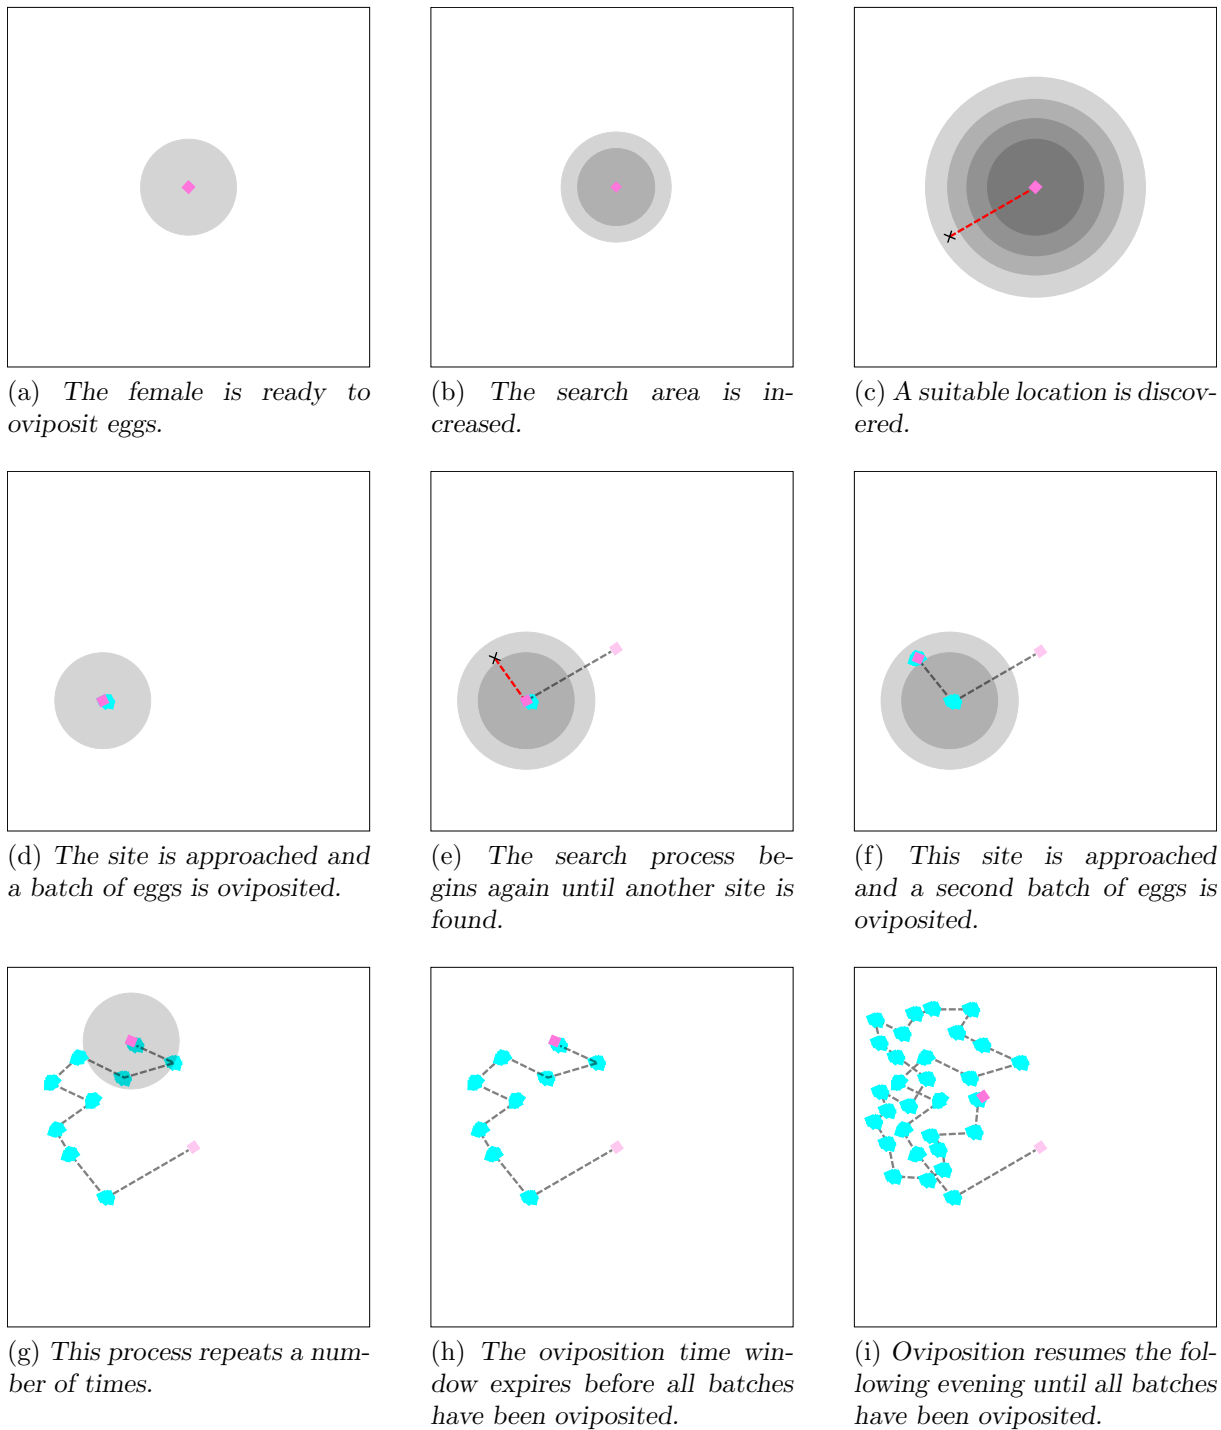 (a) The female is ready to
oviposit eggs.
(b) The search area is in-
creased.
(c) A suitable location is discov-
ered.
(d) The site is approached and
a batch of eggs is oviposited.
(e) The search process be-
gins again until another site is
found.
(f) This site is approached
and a second batch of eggs is
oviposited.
(g) This process repeats a num-
ber of times.
(h) The oviposition time win-
dow expires before all batches
have been oviposited.
(i) Oviposition resumes the fol-
lowing evening until all batches
have been oviposited.